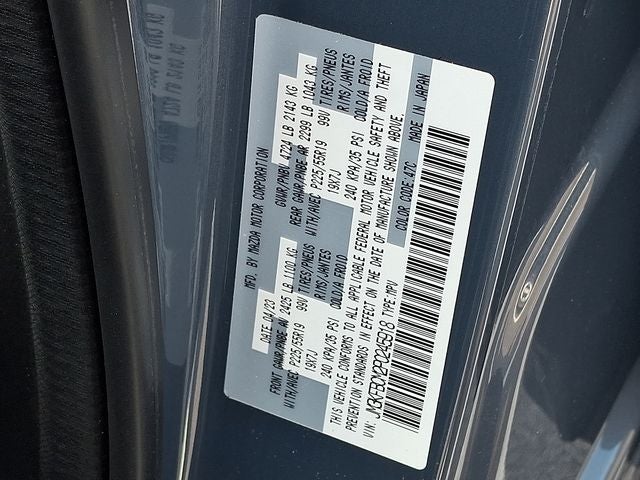 MFD. BY MAZDA MOTOR CORPORATION
DATE 04/23 GVWR/PNBV 4724 LB 2143 KG
FRONT GAWR/PNBE AV 2425 LB 1100 KG REAR GAWR/PNBE AR 2299 LB 1043 KG
WITH/AVEC P225/55R19 99V TIRES/PNEUS WITH/AVEC P225/55R19 99V TIRES/PNEUS
19X7J RIMS/JANTES 19X7J RIMS/JANTES
240 KPA/35 PSI COLD/A FROID 240 KPA/35 PSI COLD/A FROID
THIS VEHICLE CONFORMS TO ALL APPLICABLE FEDERAL MOTOR VEHICLE SAFETY AND THEFT
PREVENTION STANDARDS IN EFFECT ON THE DATE OF MANUFACTURE SHOWN ABOVE.
VIN: TYPE:MPV COLOR CODE 47C MADE IN JAPAN